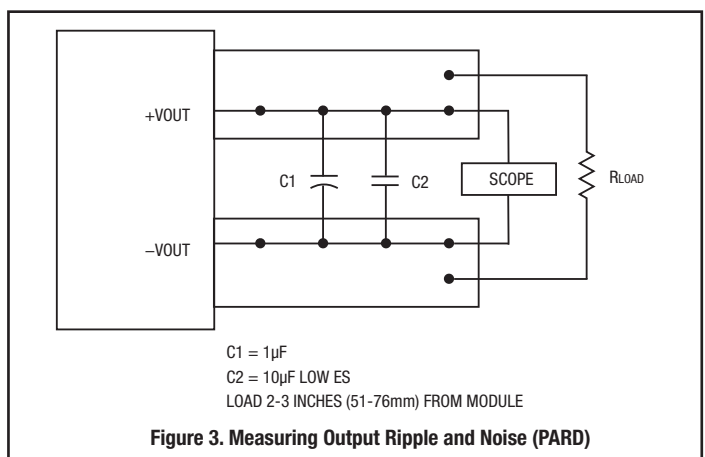 +VOUT
C1
C2
SCOPE
RLOAD
−VOUT
C1 = 1µF
C2 = 10µF LOW ES
LOAD 2-3 INCHES (51-76mm) FROM MODULE
Figure 3. Measuring Output Ripple and Noise (PARD)